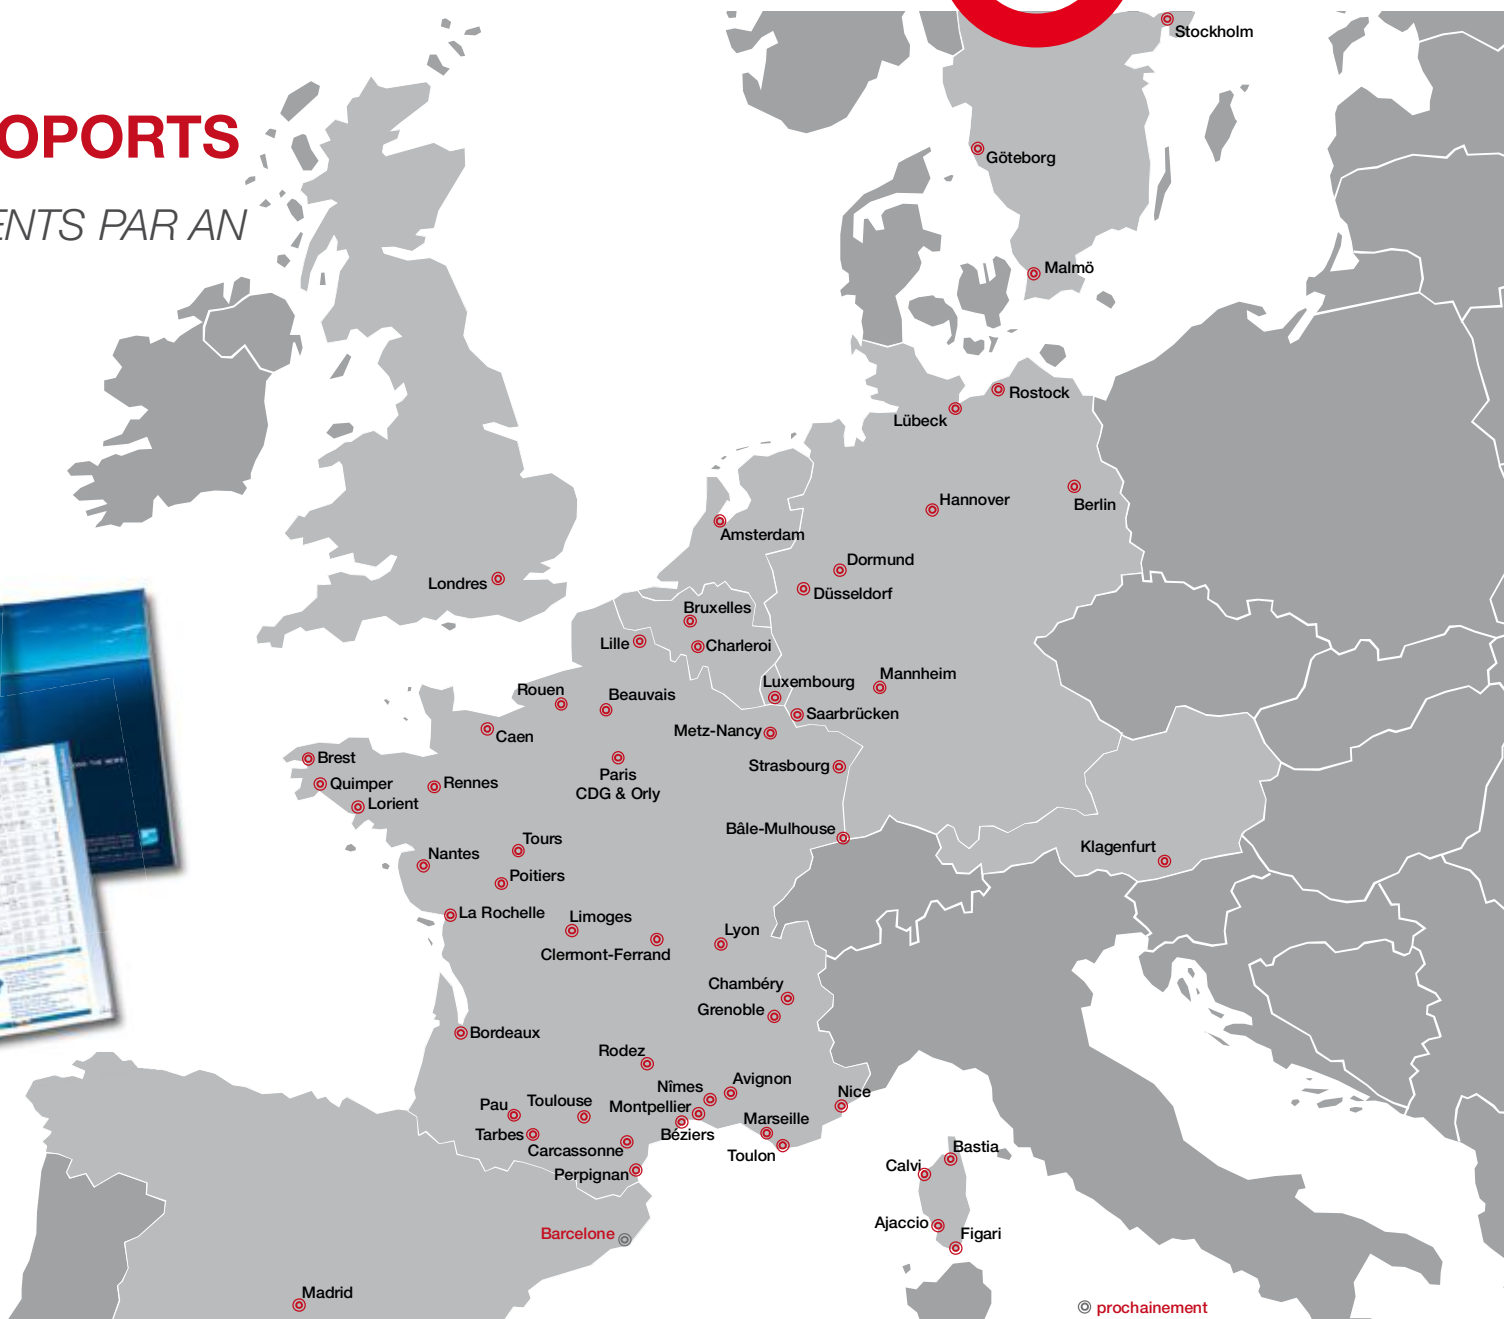 Stockholm
OPORTS
Göteborg
ENTS PAR AN
Malmö
Rostock
Lübeck
Hannover
Berlin
Amsterdam
Dormund
Düsseldorf
Londres
Bruxelles
Lille
Charleroi
Luxembourg
Mannheim
Rouen
Beauvais
Saarbrücken
Metz-Nancy
Caen
Brest
Strasbourg
Paris
CDG & Orly
Quimper
Rennes
Lorient
Bâle-Mulhouse
Tours
Klagenfurt
Nantes
Poitiers
La Rochelle
Limoges
Lyon
Clermont-Ferrand
Chambéry
Grenoble
Bordeaux
Rodez
Avignon
Nîmes
Nice
Pau
Toulouse
Montpellier
Marseille
Tarbes
Béziers
Carcassonne
Toulon
Bastia
Calvi
Perpignan
Ajaccio
Figari
Barcelone
Madrid
prochainement